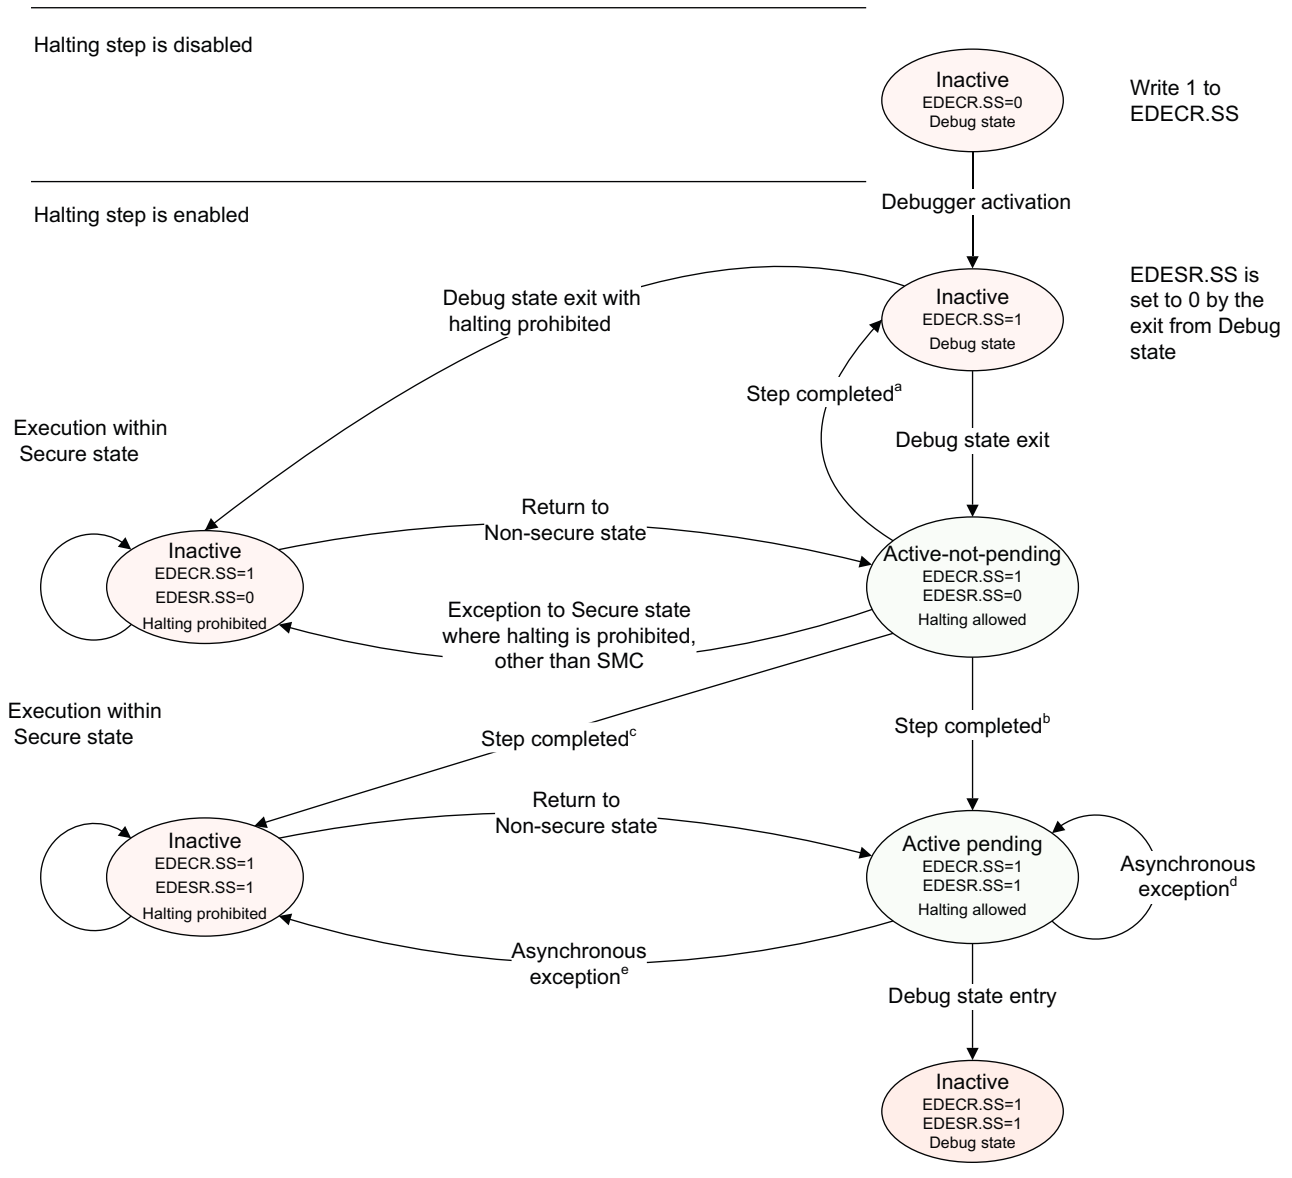 Halting step is disabled
Inactive
EDECR.SS=0
Debug state
Write 1 to
EDECR.SS
Debugger activation
Halting step is enabled
Inactive
EDECR.SS=1
Debug state
EDESR.SS is
set to 0 by the
exit from Debug
state
Debug state exit with
halting prohibited
Step completedᵃ
Debug state exit
Execution within
Secure state
Return to
Non-secure state
Inactive
EDECR.SS=1
EDESR.SS=0
Halting prohibited
Active-not-pending
EDECR.SS=1
EDESR.SS=0
Halting allowed
Exception to Secure state
where halting is prohibited,
other than SMC
Execution within
Secure state
Step completedᶜ
Step completedᵇ
Return to
Non-secure state
Inactive
EDECR.SS=1
EDESR.SS=1
Halting prohibited
Active pending
EDECR.SS=1
EDESR.SS=1
Halting allowed
Asynchronous
exceptionᵈ
Asynchronous
exceptionᵉ
Debug state entry
Inactive
EDECR.SS=1
EDESR.SS=1
Debug state